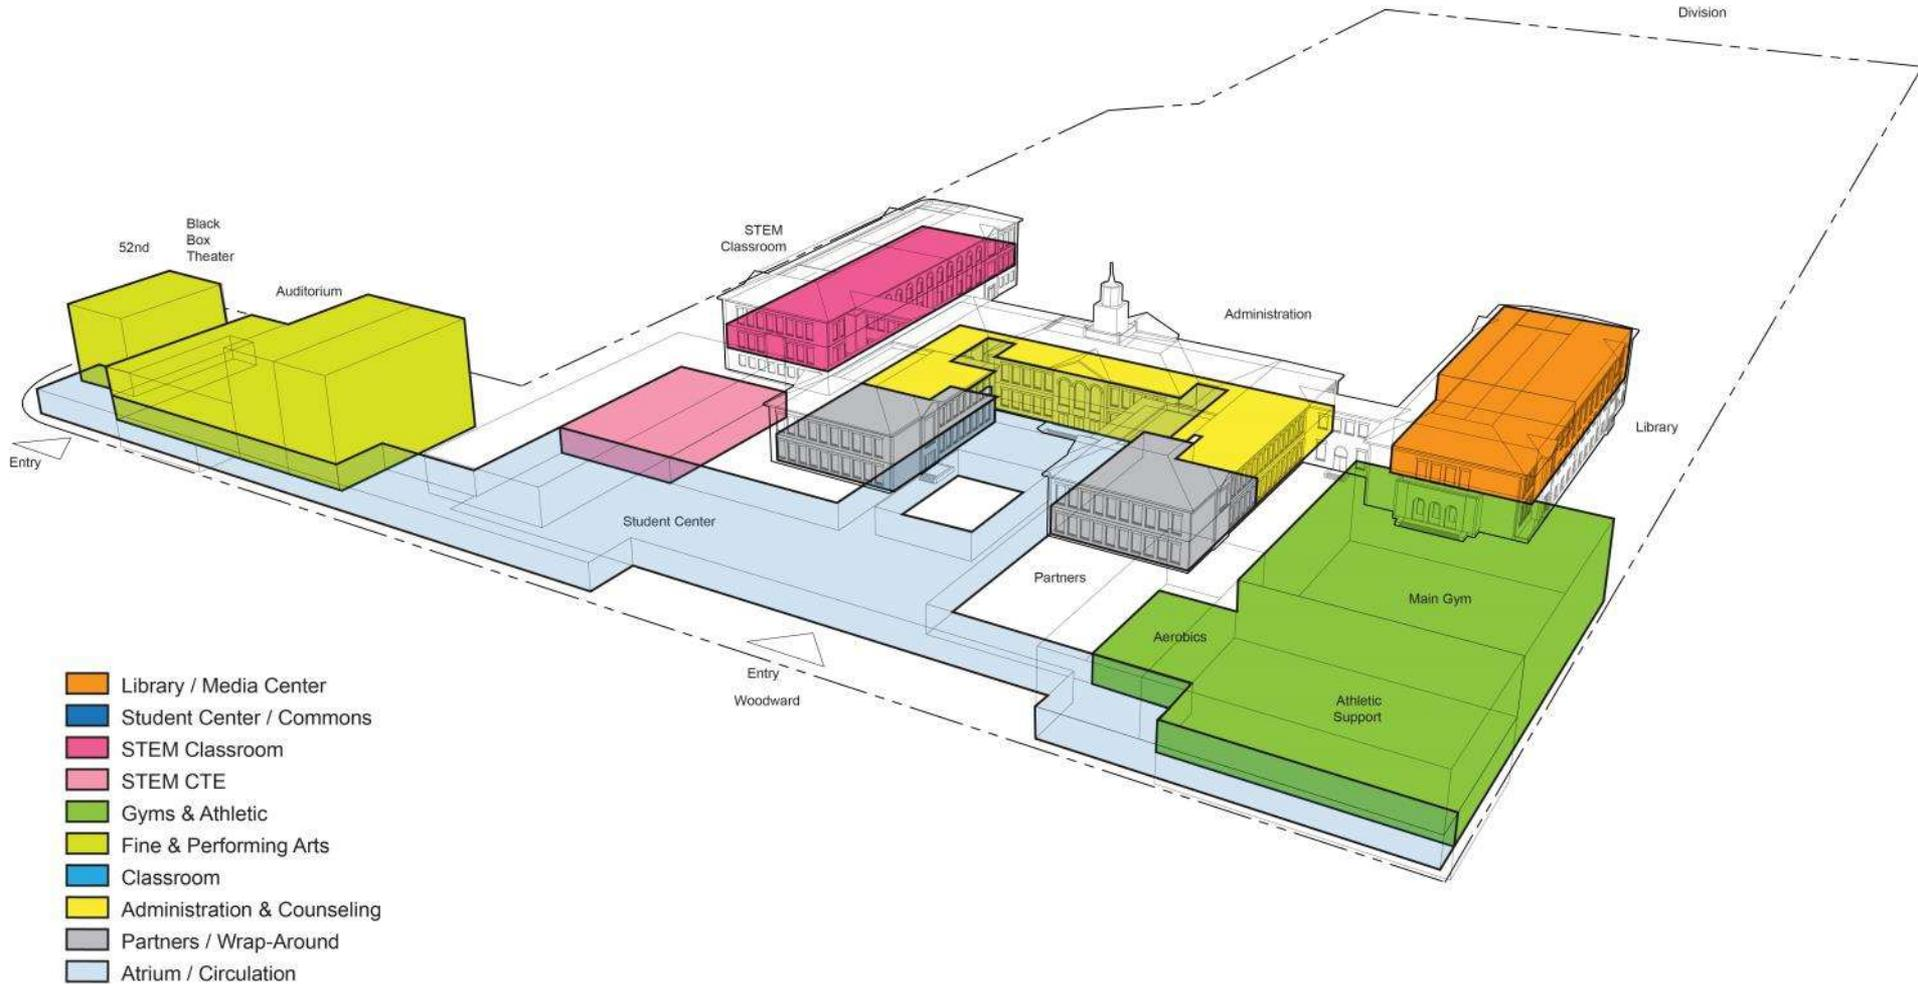 Division
52nd
Black
Box
Theater
Auditorium
STEM
Classroom
Administration
Library
Entry
Student Center
Partners
Main Gym
Aerobics
Athletic
Support
Entry
Woodward
Library / Media Center
Student Center / Commons
STEM Classroom
STEM CTE
Gyms & Athletic
Fine & Performing Arts
Classroom
Administration & Counseling
Partners / Wrap-Around
Atrium / Circulation